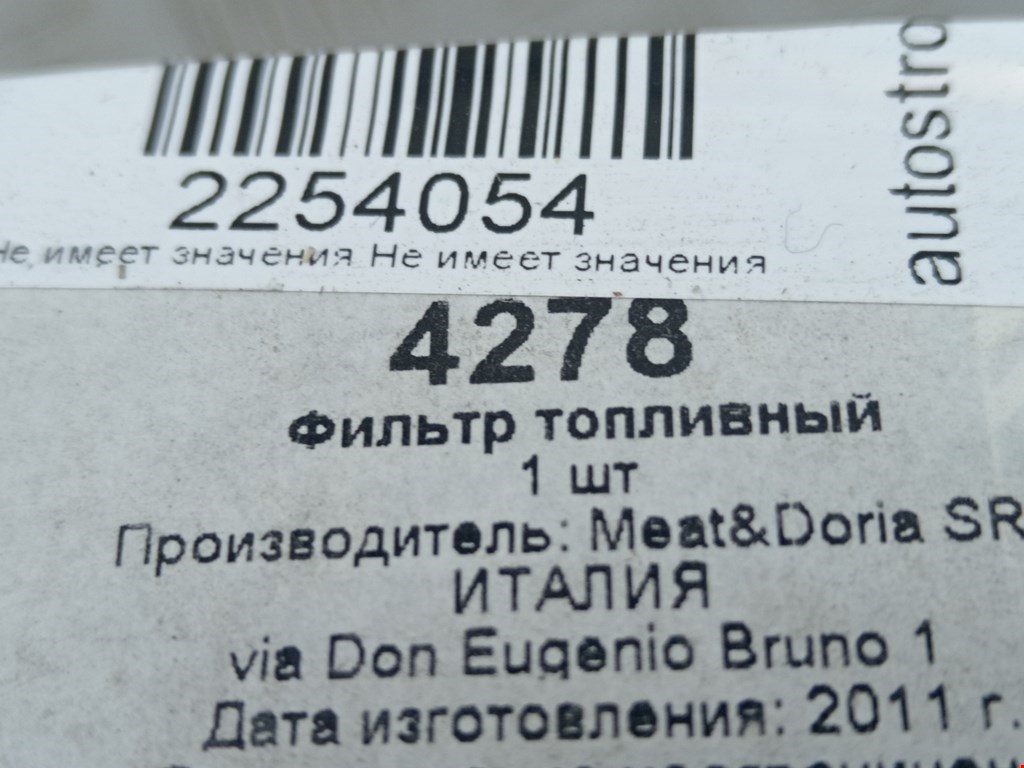 2254054
Не имеет значения Не имеет значения
autostro
4278
Фильтр топливный
1 шт
Производитель: Meat&Doria SR
ИТАЛИЯ
via Don Eugenio Bruno 1
Дата изготовления: 2011 г.